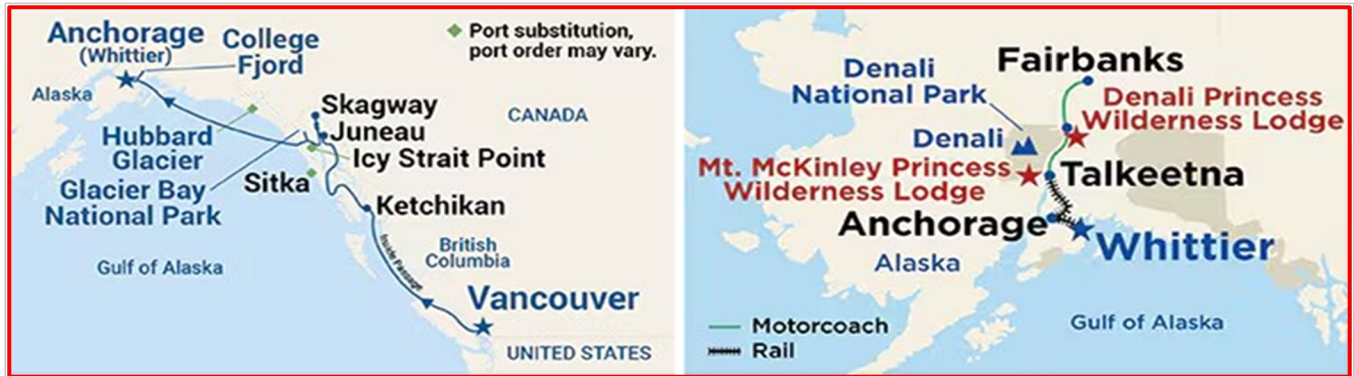 Anchorage
(Whittier)
College
Fjord
Port substitution,
port order may vary.
Alaska
Skagway
CANADA
Juneau
Hubbard
Glacier
Icy Strait Point
Glacier Bay
National Park
Sitka
Ketchikan
Inside Passage
British
Columbia
Gulf of Alaska
Vancouver
UNITED STATES
Fairbanks
Denali
National Park
Denali Princess
Wilderness Lodge
Denali
Mt. McKinley Princess
Wilderness Lodge
Talkeetna
Anchorage
Whittier
Alaska
Motorcoach
Rail
Gulf of Alaska